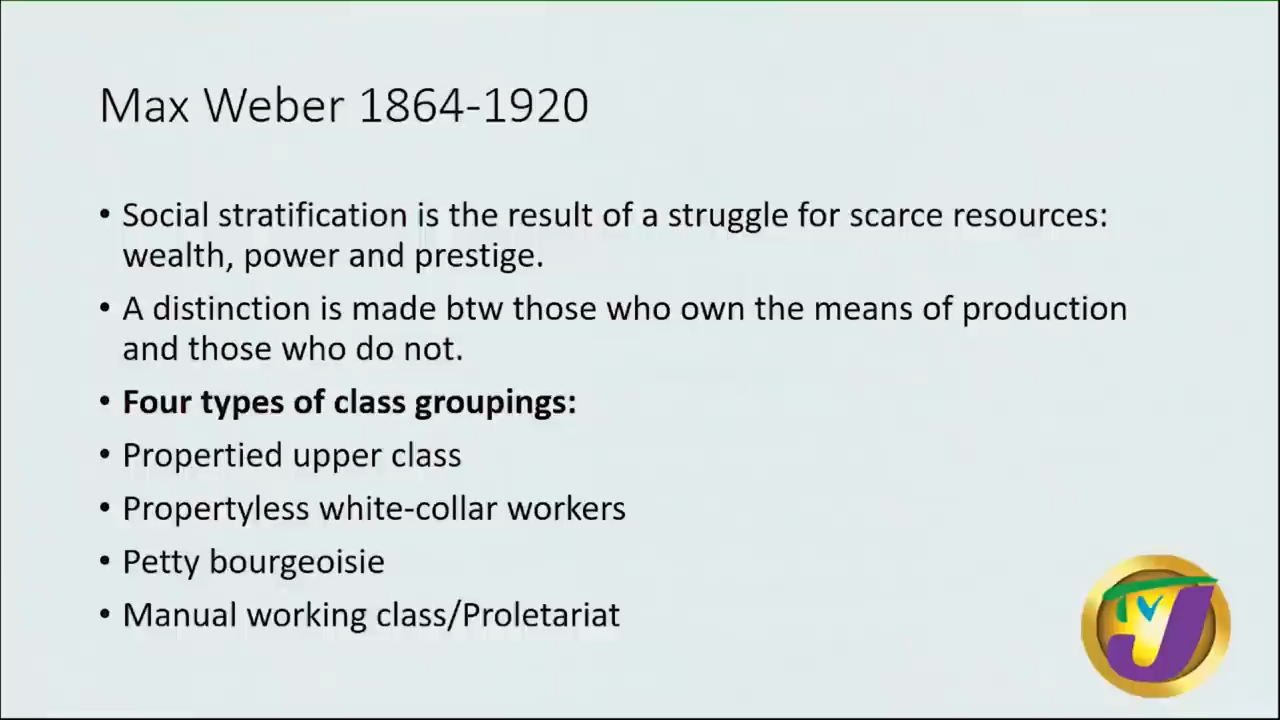 Max Weber 1864-1920
• Social stratification is the result of a struggle for scarce resources:
wealth, power and prestige.
• A distinction is made btw those who own the means of production
and those who do not.
• Four types of class groupings:
• Propertied upper class
• Propertyless white-collar workers
• Petty bourgeoisie
• Manual working class/Proletariat
TVJ